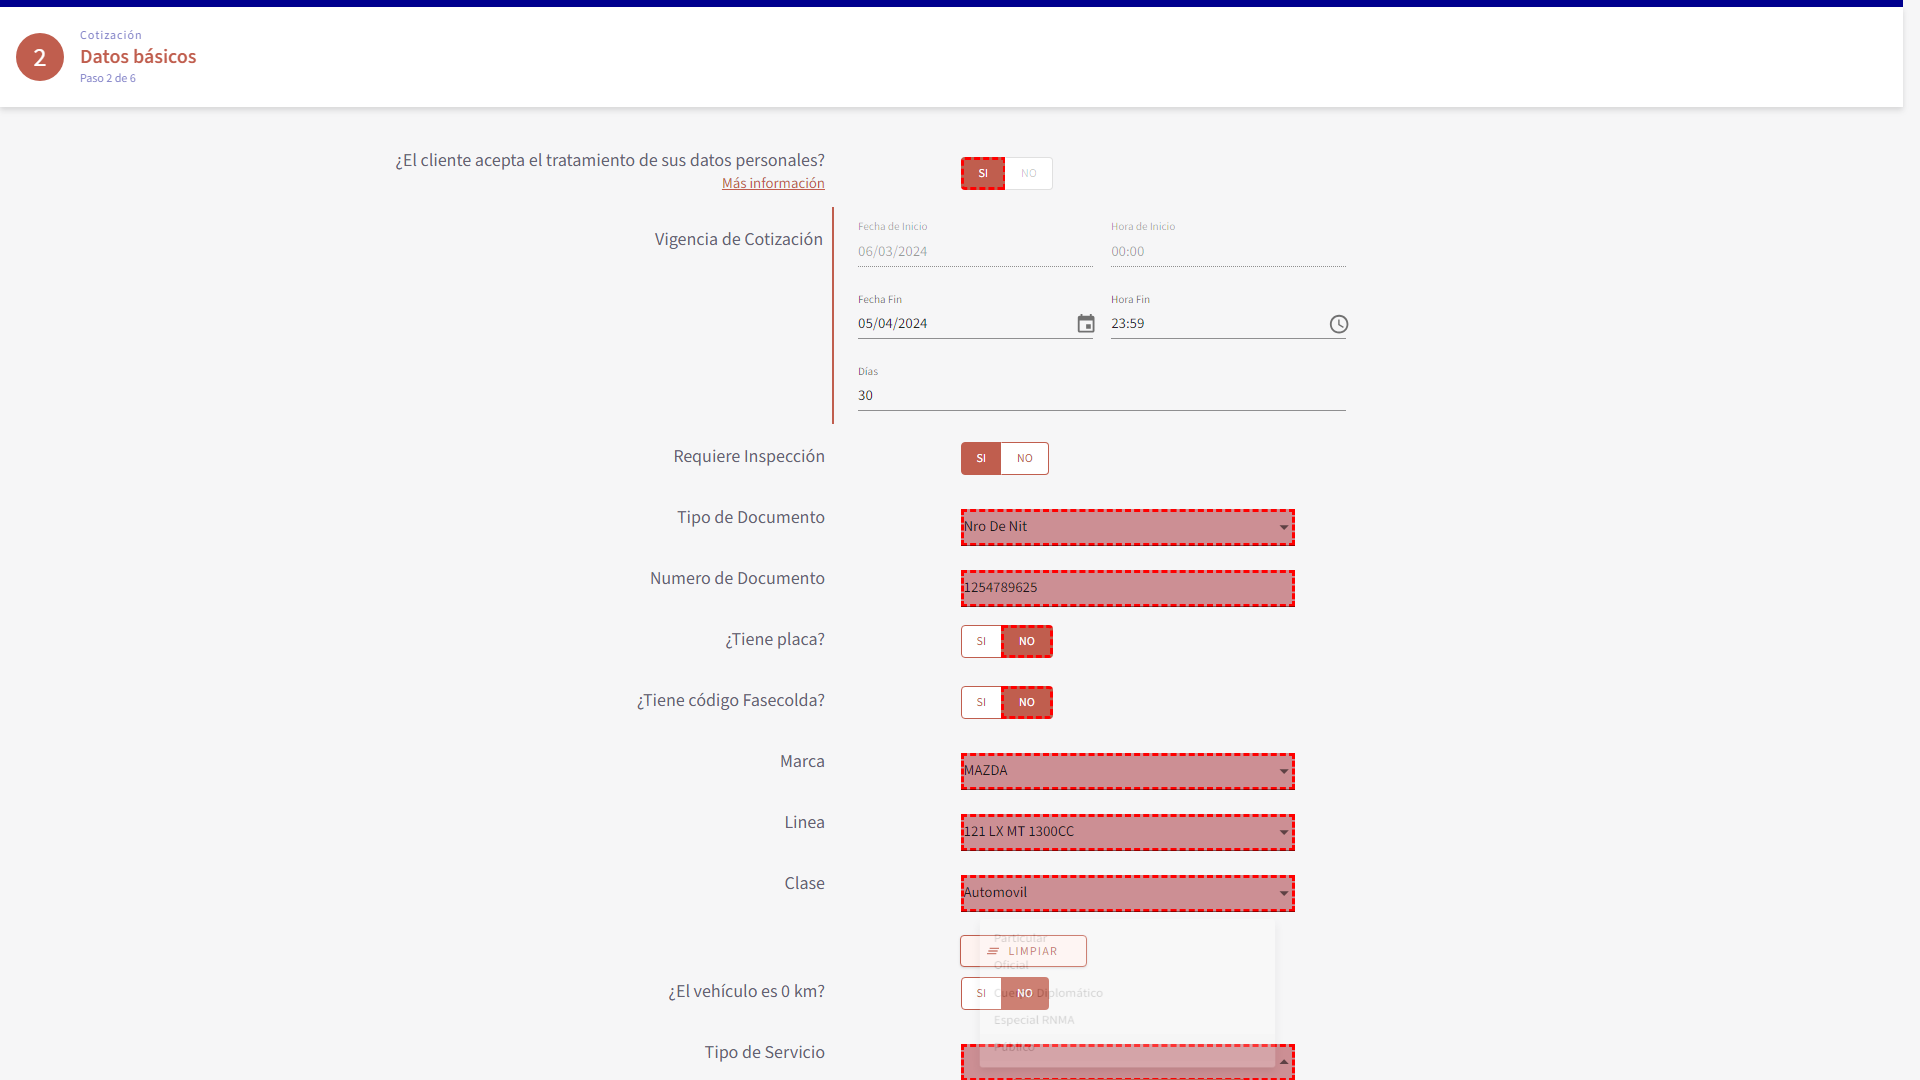 2
Cotización
Datos básicos
Paso 2 de 6
¿El cliente acepta el tratamiento de sus datos personales?
Más información
SI NO
Vigencia de Cotización
Fecha de Inicio
06/03/2024
Hora de Inicio
00:00
Fecha Fin
05/04/2024
Hora Fin
23:59
Días
30
Requiere Inspección
SI NO
Tipo de Documento
Nro De Nit
Numero de Documento
1254789625
¿Tiene placa?
SI NO
¿Tiene código Fasecolda?
SI NO
Marca
MAZDA
Linea
121 LX MT 1300CC
Clase
Automovil
Particular
LIMPIAR
Oficial
¿El vehículo es 0 km?
SI NO
Cuerpo Diplomático
Especial RNMA
Tipo de Servicio
Público